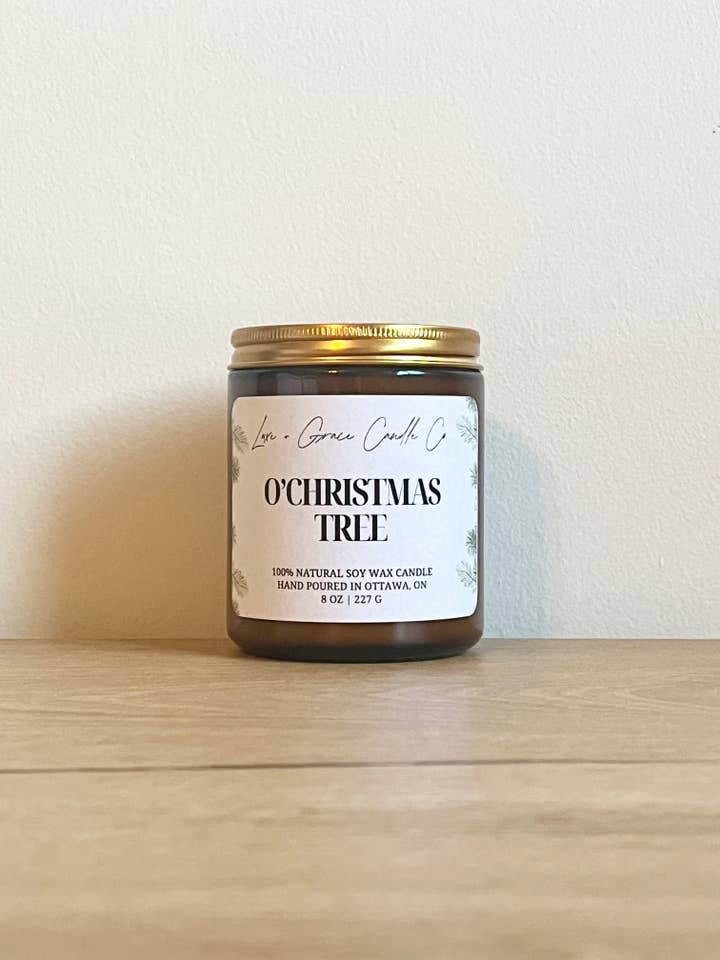 Love + Grace Candle Co
O'CHRISTMAS
TREE
100% NATURAL SOY WAX CANDLE
HAND POURED IN OTTAWA, ON
8 OZ | 227 G